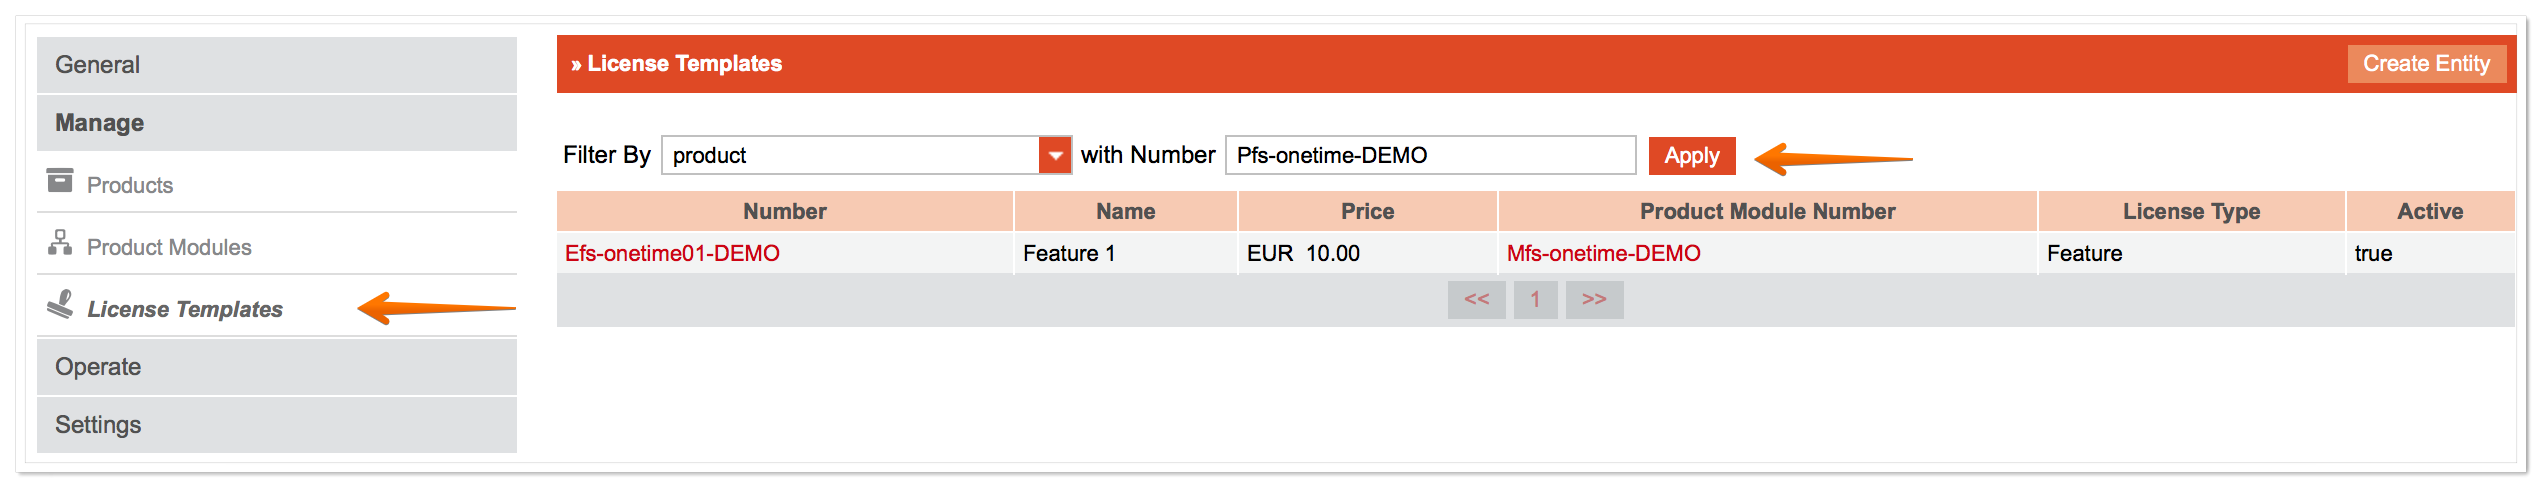 General
Manage
Products
Product Modules
License Templates
Operate
Settings
» License Templates
Create Entity
Filter By product with Number Pfs-onetime-DEMO Apply
Number Name Price Product Module Number License Type Active
Efs-onetime01-DEMO Feature 1 EUR 10.00 Mfs-onetime-DEMO Feature true
<< 1 >>